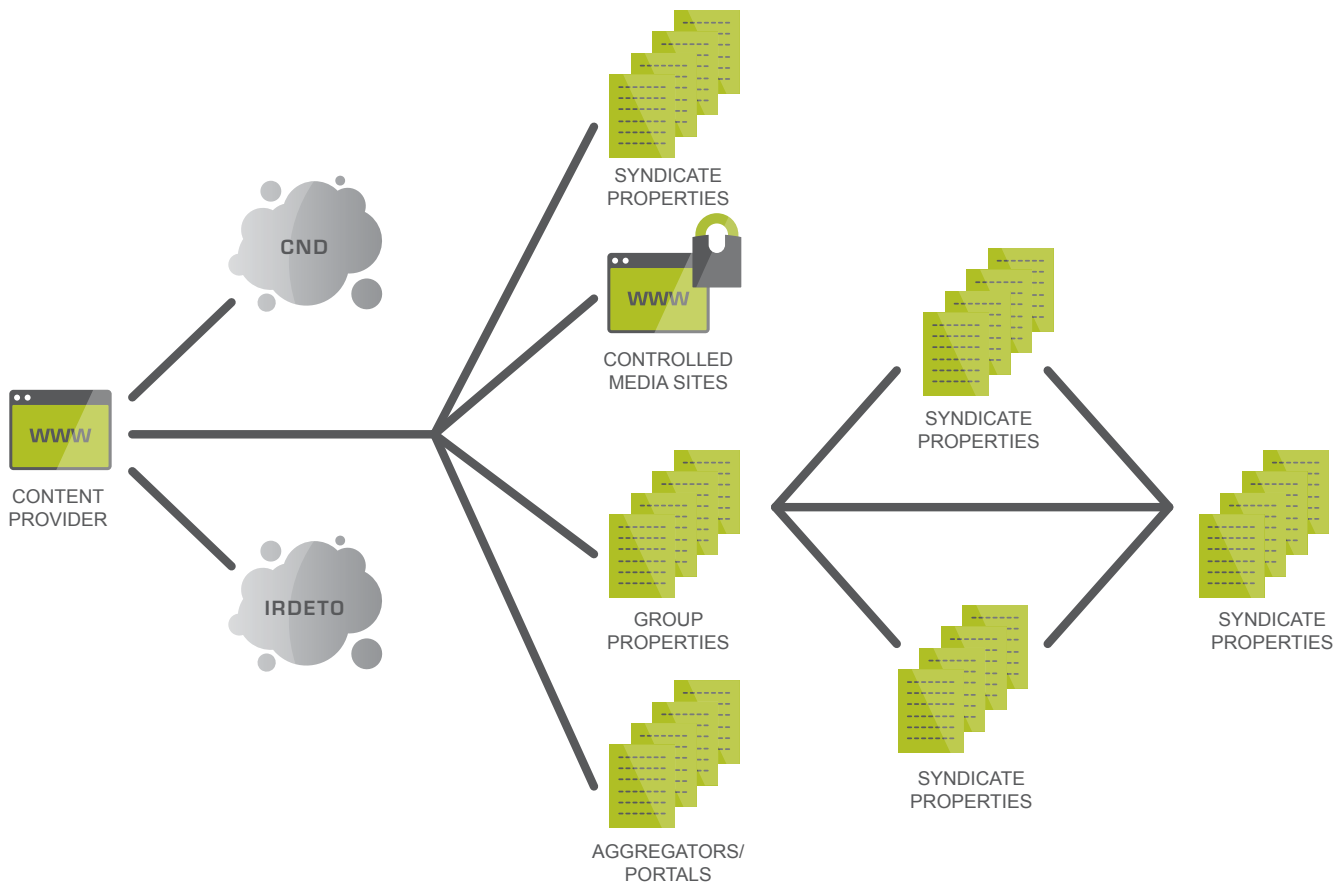 SYNDICATE
PROPERTIES
CND
WWW
CONTROLLED
MEDIA SITES
WWW
CONTENT
PROVIDER
SYNDICATE
PROPERTIES
IRDETO
GROUP
PROPERTIES
SYNDICATE
PROPERTIES
SYNDICATE
PROPERTIES
AGGREGATORS/
PORTALS